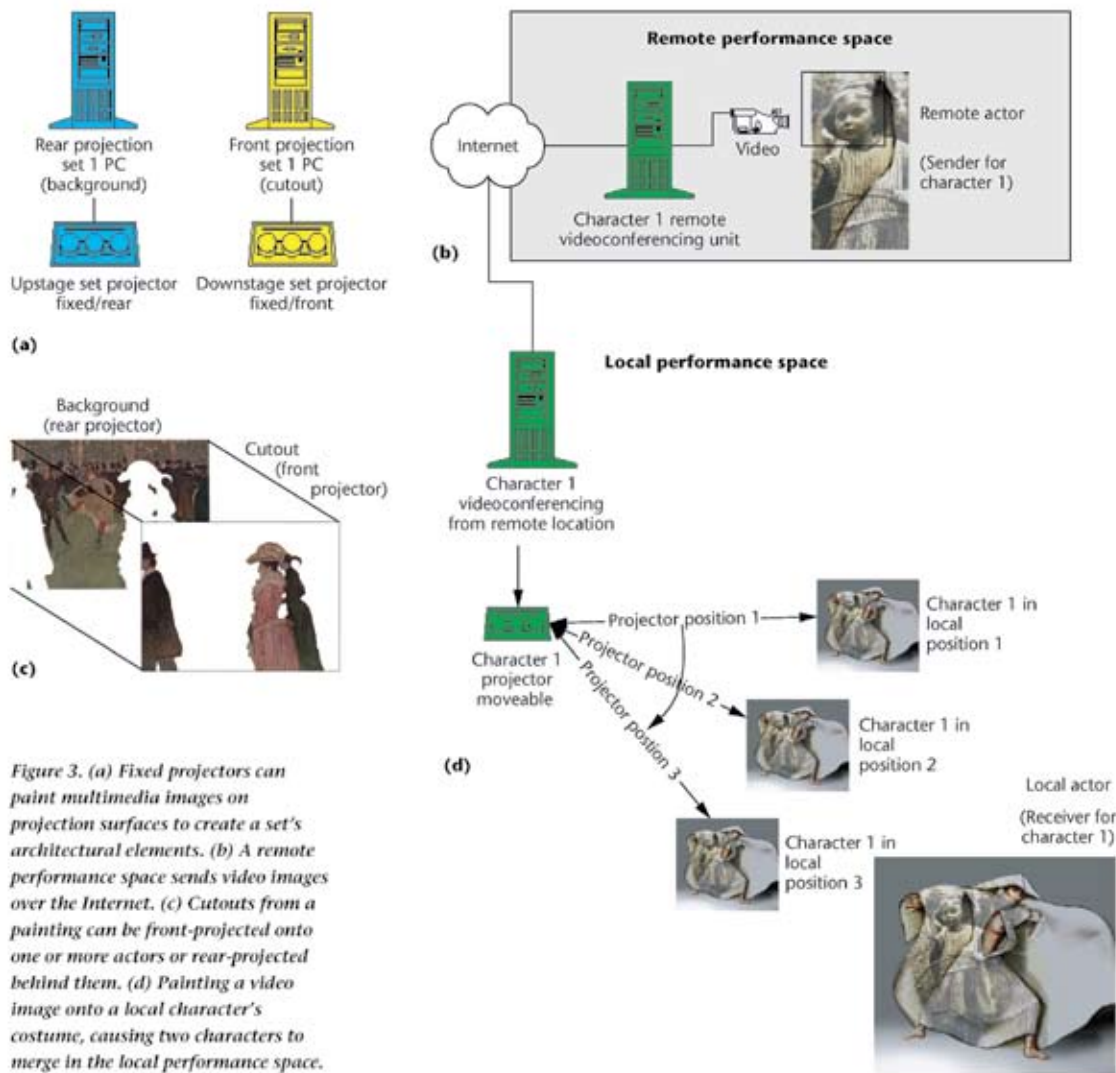 Rear projection
set 1 PC
(background)
Front projection
set 1 PC
(cutout)
Upstage set projector
fixed/rear
Downstage set projector
fixed/front
(a)
Remote performance space
Internet
Video
Remote actor
(Sender for
character 1)
Character 1 remote
videoconferencing unit
(b)
Local performance space
Background
(rear projector)
Cutout
(front
projector)
(c)
Character 1
videoconferencing
from remote location
Character 1
projector
moveable
Projector position 1
Projector position 2
Projector postion 3
Character 1 in
local
position 1
Character 1 in
local
position 2
Character 1 in
local
position 3
(d)
Local actor
(Receiver for
character 1)
Figure 3. (a) Fixed projectors can
paint multimedia images on
projection surfaces to create a set's
architectural elements. (b) A remote
performance space sends video images
over the Internet. (c) Cutouts from a
painting can be front-projected onto
one or more actors or rear-projected
behind them. (d) Painting a video
image onto a local character's
costume, causing two characters to
merge in the local performance space.